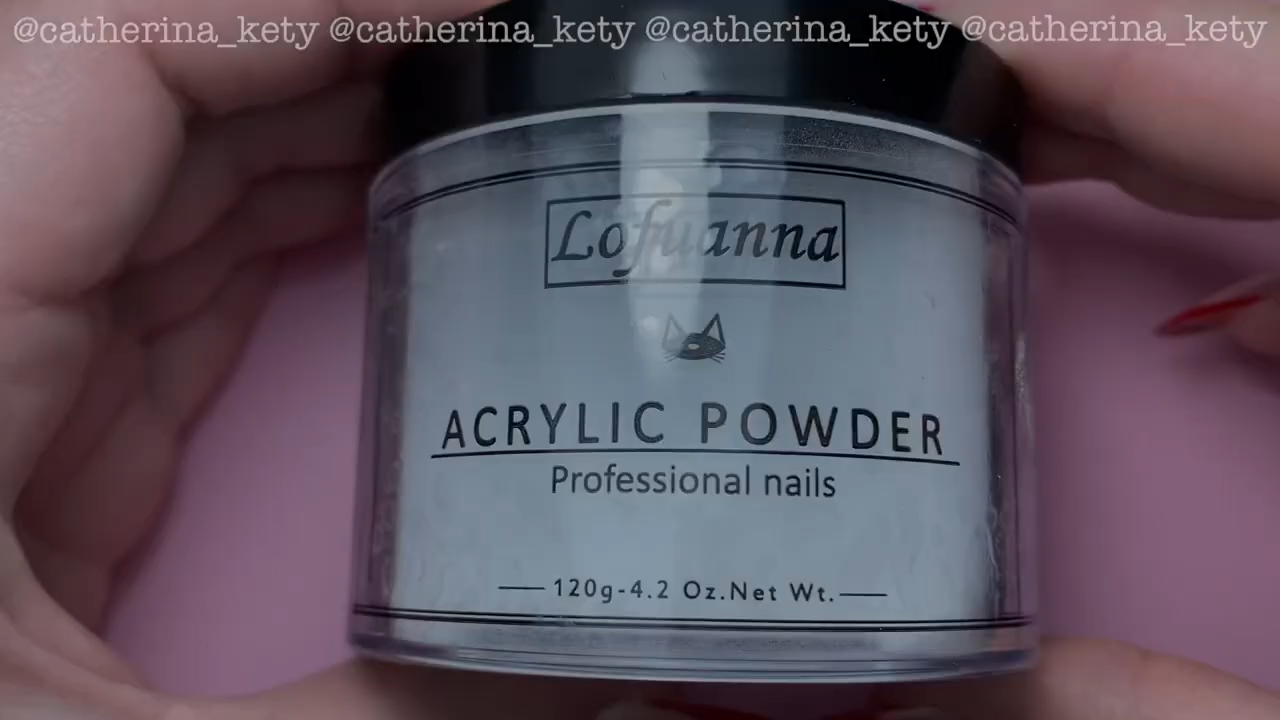 @catherina_kety @catherina_kety @catherina_kety @catherina_kety
Lofuanna
ACRYLIC POWDER
Professional nails
120g-4.2 Oz.Net Wt.